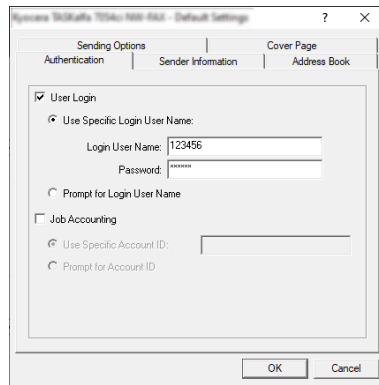 Kyocera TASKalfa 7054ci NW-FAX - Default Settings ? ×
Sending Options Cover Page
Authentication Sender Information Address Book
User Login
Use Specific Login User Name:
Login User Name: 123456
Password: ××××××
Prompt for Login User Name
Job Accounting
Use Specific Account ID:
Prompt for Account ID
OK Cancel